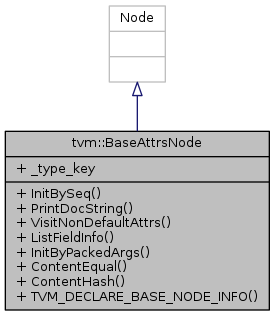 Node
tvm::BaseAttrsNode
+ _type_key
+ InitBySeq()
+ PrintDocString()
+ VisitNonDefaultAttrs()
+ ListFieldInfo()
+ InitByPackedArgs()
+ ContentEqual()
+ ContentHash()
+ TVM_DECLARE_BASE_NODE_INFO()